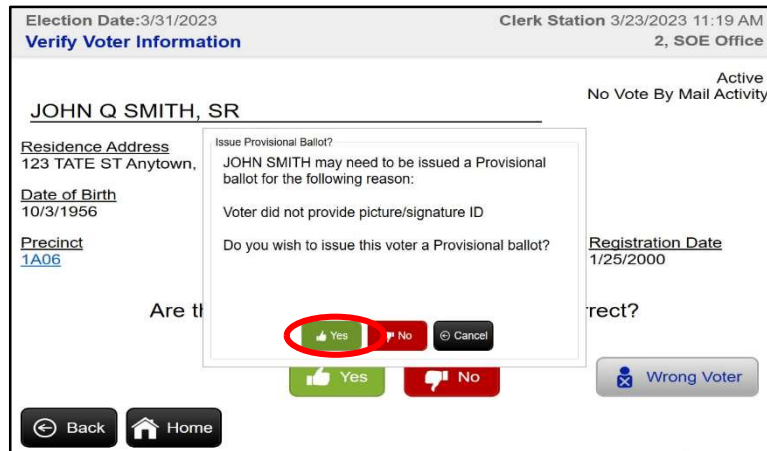 Election Date:3/31/2023
Clerk Station 3/23/2023 11:19 AM
Verify Voter Information
2, SOE Office
Active
No Vote By Mail Activity
JOHN Q SMITH, SR
Residence Address
123 TATE ST Anytown,
Date of Birth
10/3/1956
Precinct
1A06
Registration Date
1/25/2000
Issue Provisional Ballot?
JOHN SMITH may need to be issued a Provisional
ballot for the following reason:
Voter did not provide picture/signature ID
Do you wish to issue this voter a Provisional ballot?
Yes
No
Cancel
Are th
rrect?
Yes
No
Wrong Voter
Back
Home